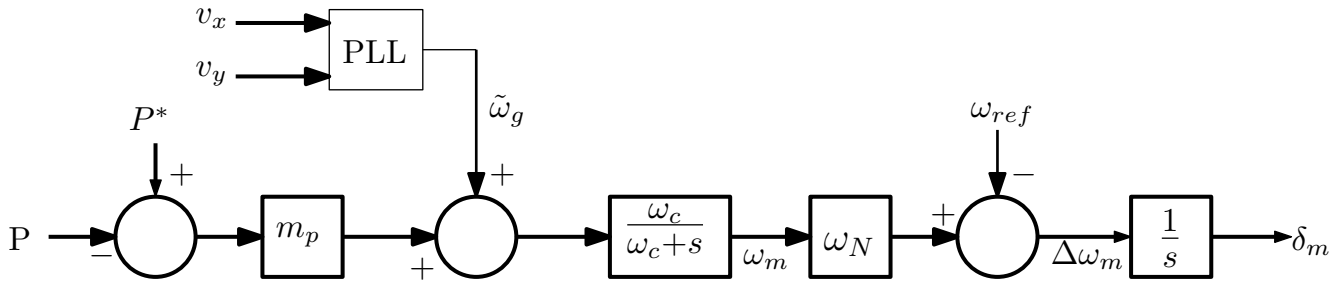 v_x
PLL
v_y
P*
+
ω̃_g
+
ω_ref
−
P
−
m_p
+
ω_c
ω_c+s
ω_m
ω_N
+
Δω_m
1
s
δ_m